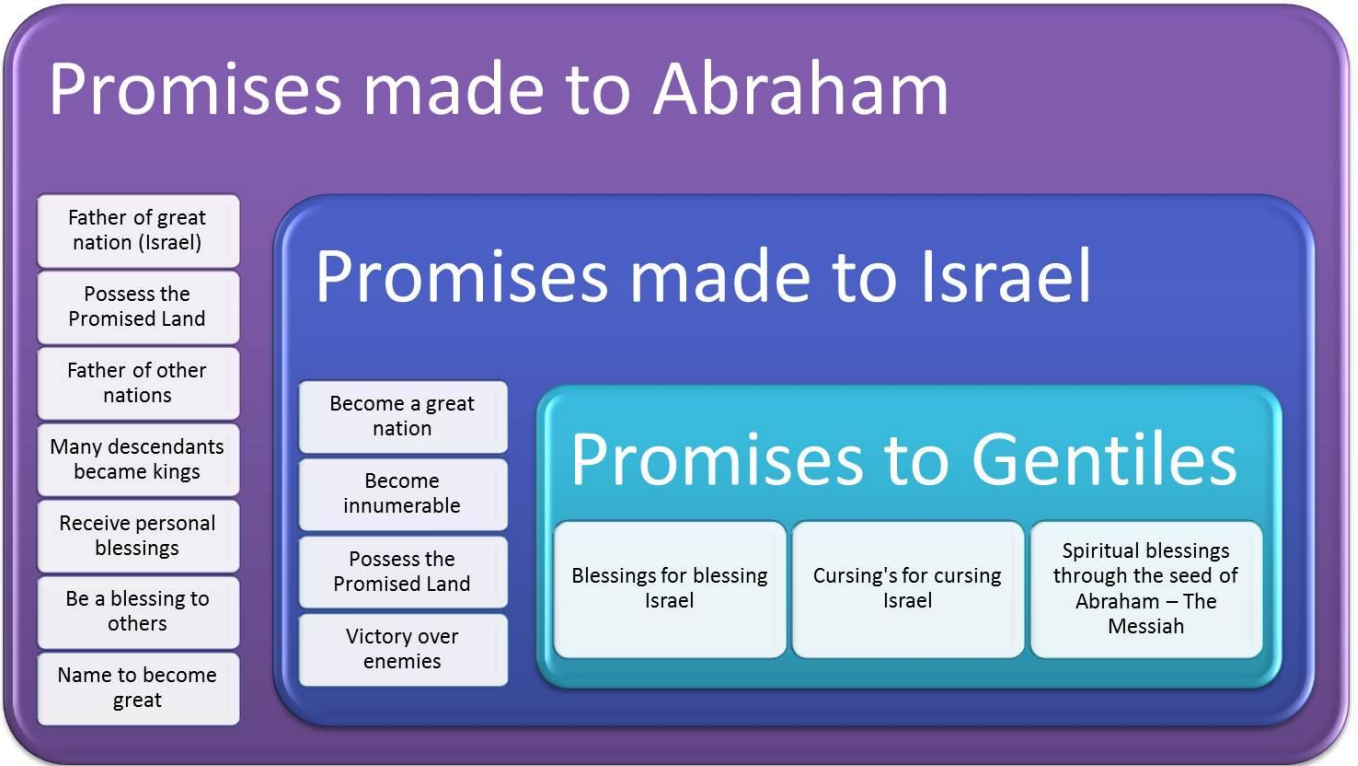 Promises made to Abraham
Father of great
nation (Israel)
Possess the
Promised Land
Father of other
nations
Many descendants
became kings
Receive personal
blessings
Be a blessing to
others
Name to become
great
Promises made to Israel
Become a great
nation
Become
innumerable
Possess the
Promised Land
Victory over
enemies
Promises to Gentiles
Blessings for blessing
Israel
Cursing's for cursing
Israel
Spiritual blessings
through the seed of
Abraham – The
Messiah